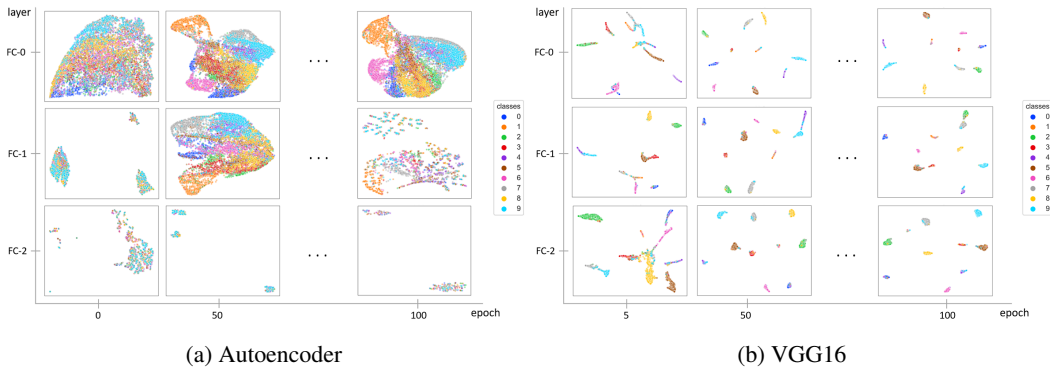 layer
FC-0
FC-1
FC-2
. . .
. . .
. . .
0
50
100
epoch
classes
0
1
2
3
4
5
6
7
8
9
(a) Autoencoder
layer
FC-0
FC-1
FC-2
. . .
. . .
. . .
5
50
100
epoch
classes
0
1
2
3
4
5
6
7
8
9
(b) VGG16